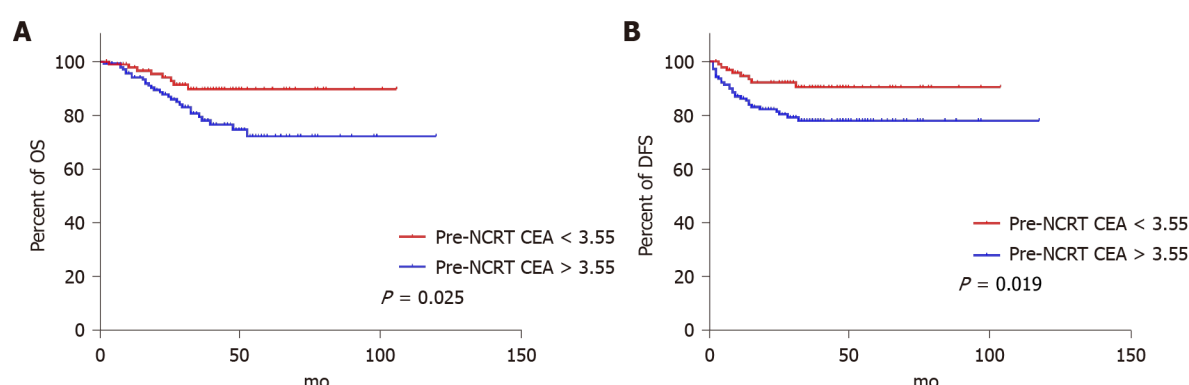 A
100
80
60
40
20
0
Percent of OS
Pre-NCRT CEA < 3.55
Pre-NCRT CEA > 3.55
P = 0.025
0 50 100 150
mo
B
100
80
60
40
20
0
Percent of DFS
Pre-NCRT CEA < 3.55
Pre-NCRT CEA > 3.55
P = 0.019
0 50 100 150
mo